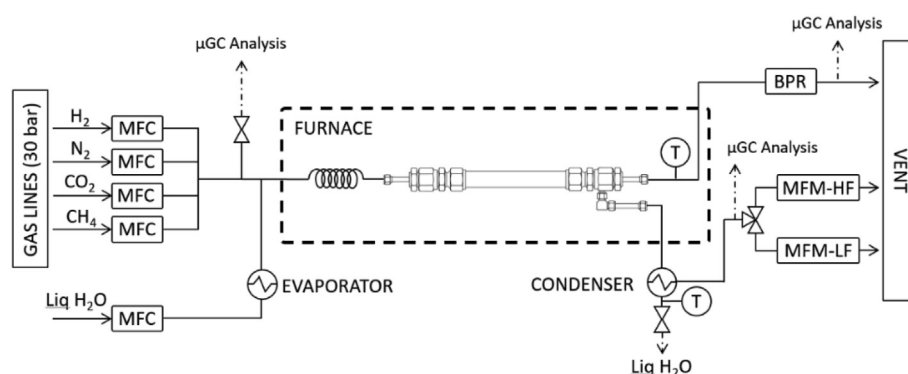 μGC Analysis
μGC Analysis
GAS LINES (30 bar)
H₂
MFC
N₂
MFC
CO₂
MFC
CH₄
MFC
Liq H₂O
MFC
EVAPORATOR
FURNACE
T
BPR
μGC Analysis
MFM-HF
MFM-LF
CONDENSER
T
Liq H₂O
VENT